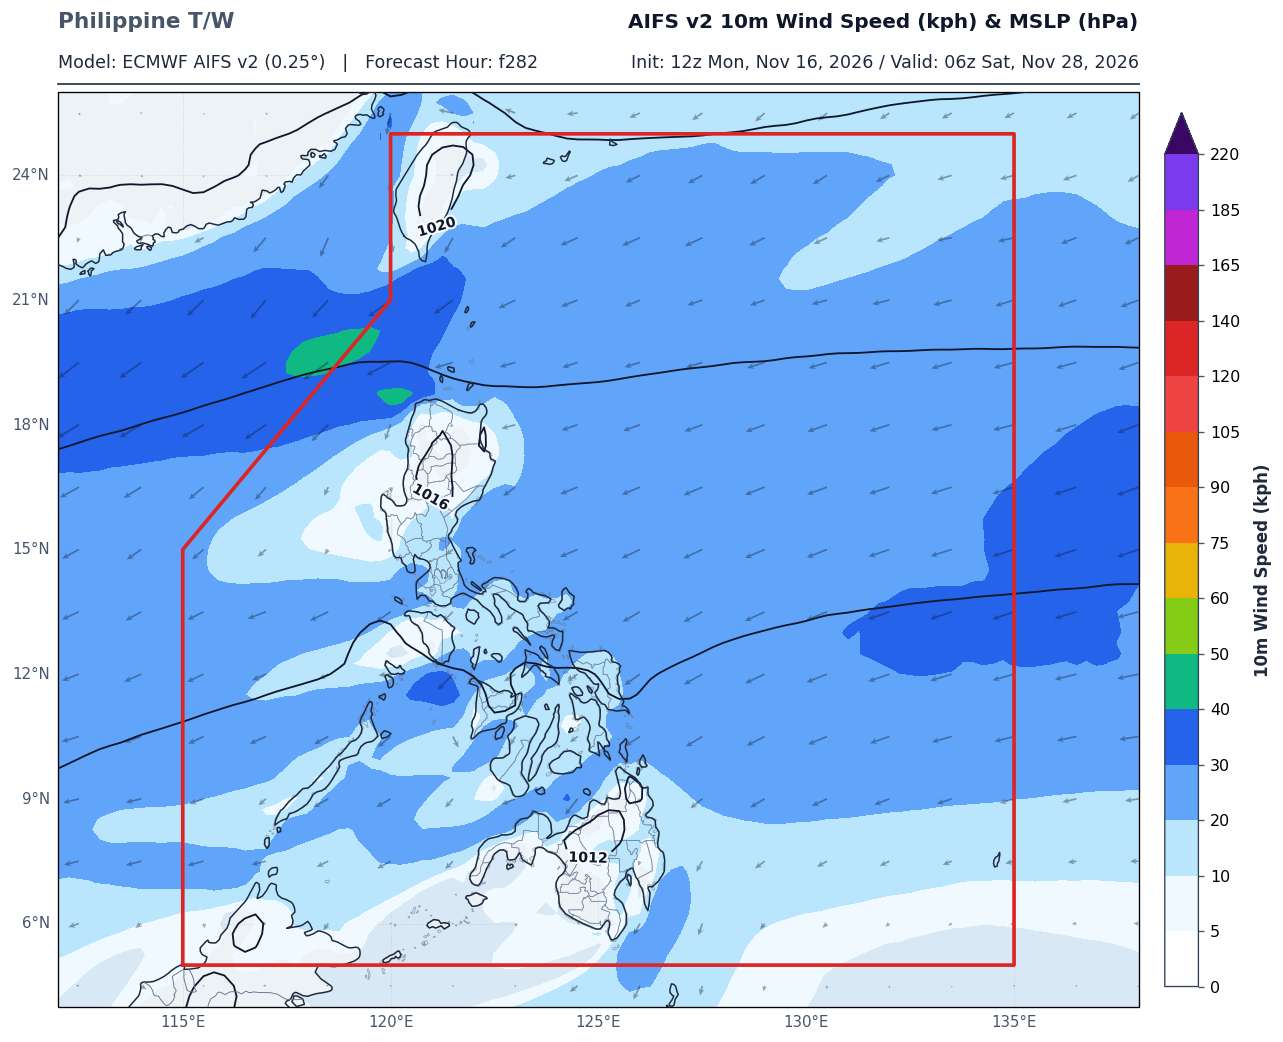 Philippine T/W
AIFS v2 10m Wind Speed (kph) & MSLP (hPa)
Model: ECMWF AIFS v2 (0.25°) | Forecast Hour: f282
Init: 12z Mon, Nov 16, 2026 / Valid: 06z Sat, Nov 28, 2026
24°N
21°N
18°N
15°N
12°N
9°N
6°N
115°E
120°E
125°E
130°E
135°E
1020
1016
1012
220
185
165
140
120
105
90
75
60
50
40
30
20
10
5
0
10m Wind Speed (kph)